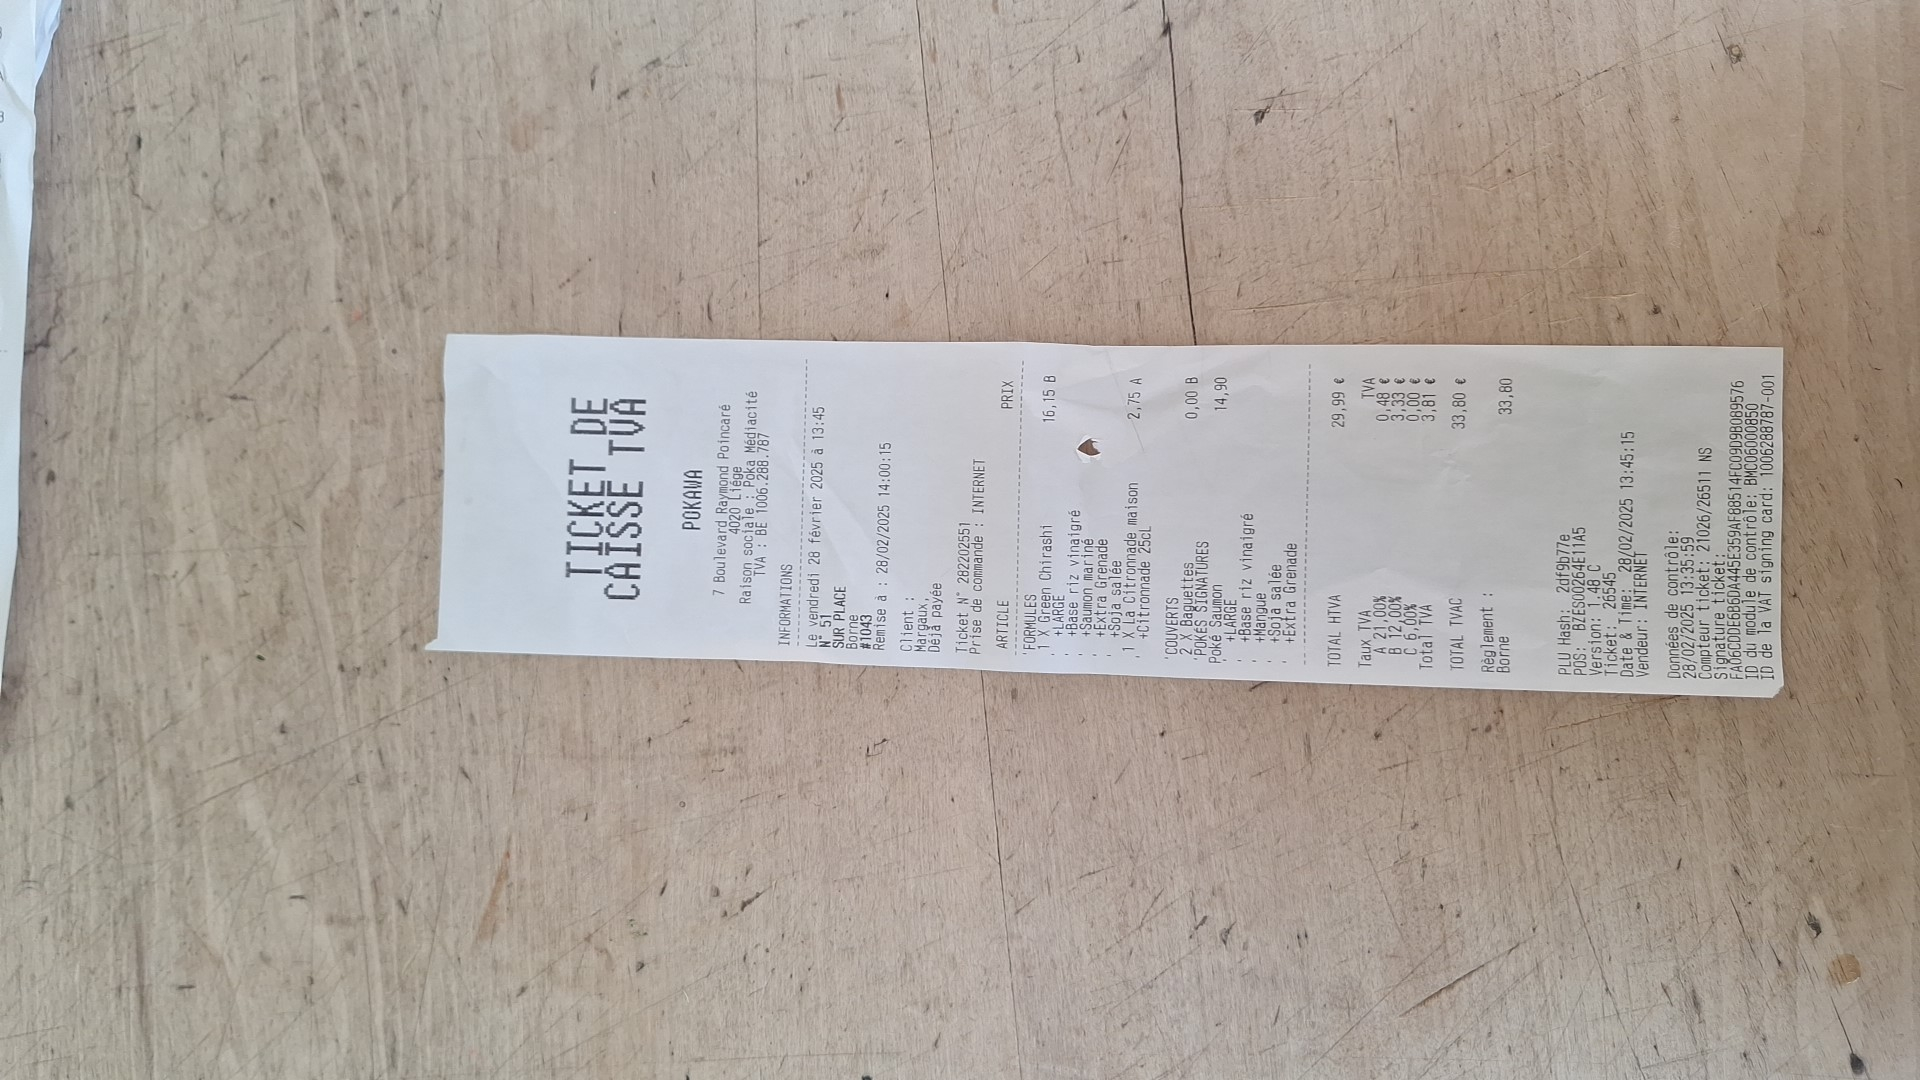 TICKET DE
CAISSE TVA
POKAWA
7 Boulevard Raymond Poincaré
4020 Liége
Raison sociale : Poka Médiacité
TVA : BE 1006.288.787
INFORMATIONS
Le vendredi 28 février 2025 à 13:45
N° 51
SUR PLACE
Borne
#1043
Remise à : 28/02/2025 14:00:15
Client :
Margaux,
Déjà payée
Ticket N° 282202551
Prise de commande : INTERNET
ARTICLE PRIX
'FORMULES
. 1 X Green Chirashi 16,15 B
. +LARGE
. +Base riz vinaigré
. +Saumon mariné
. +Extra Grenade
. +Soja salée
. 1 X La Citronnade maison 2,75 A
. +Citronnade 25cL
'COUVERTS
2 X Baguettes 0,00 B
'POKÉS SIGNATURES
Poké Saumon 14,90
. +LARGE
. +Base riz vinaigré
. +Mangue
. +Soja salée
. +Extra Grenade
TOTAL HTVA 29,99 €
Taux TVA TVA
A 21,00% 0,48 €
B 12,00% 3,33 €
C 6,00% 0,00 €
Total TVA 3,81 €
TOTAL TVAC 33,80 €
Règlement :
Borne 33,80
PLU Hash: 2df9b77e
POS: BZES00264E11A5
Version: 1.48 C
Ticket: 26545
Date & Time: 28/02/2025 13:45:15
Vendeur: INTERNET
Données de contrôle:
28/02/2025 13:35:59
Compteur ticket: 21026/26511 NS
Signature ticket:
ID du module de contrôle: BMC06000850
ID de la VAT signing card: 1006288787-001